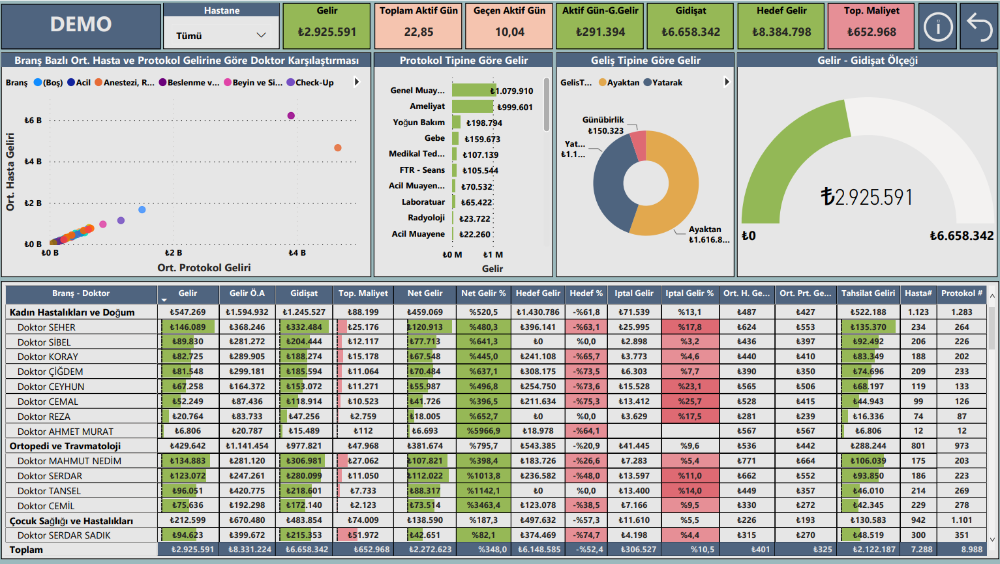 DEMO
Hastane
Tümü
Gelir
₺2.925.591
Toplam Aktif Gün
22,85
Geçen Aktif Gün
10,04
Aktif Gün-G.Gelir
₺291.394
Gidişat
₺6.658.342
Hedef Gelir
₺8.384.798
Top. Maliyet
₺652.968
Branş Bazlı Ort. Hasta ve Protokol Gelirine Göre Doktor Karşılaştırması
Branş (Boş) Acil Anestezi, R... Beslenme v... Beyin ve Si... Check-Up
Ort. Hasta Geliri
₺6 B
₺4 B
₺2 B
₺0 B
₺0 B ₺2 B ₺4 B
Ort. Protokol Geliri
Protokol Tipine Göre Gelir
Genel Muay... ₺1.079.910
Ameliyat ₺999.601
Yoğun Bakım ₺198.794
Gebe ₺159.673
Medikal Ted... ₺107.139
FTR - Seans ₺105.544
Acil Muayen... ₺70.532
Laboratuar ₺65.422
Radyoloji ₺23.722
Acil Muayene ₺22.260
₺0 M ₺1 M
Gelir
Geliş Tipine Göre Gelir
GelisT... Ayaktan Yatarak
Günübirlik
₺150.323
Yat...
₺1.1...
Ayaktan
₺1.616.8...
Gelir - Gidişat Ölçeği
₺2.925.591
₺0 ₺6.658.342
Branş - Doktor Gelir Gelir Ö.A Gidişat Top. Maliyet Net Gelir Net Gelir % Hedef Gelir Hedef % Iptal Gelir Iptal Gelir % Ort. H. Ge... Ort. Prt. Ge... Tahsilat Geliri Hasta# Protokol #
Kadın Hastalıkları ve Doğum ₺547.269 ₺1.594.932 ₺1.245.527 ₺88.199 ₺459.069 %520,5 ₺1.430.786 -%61,8 ₺71.539 %13,1 ₺487 ₺427 ₺522.188 1.123 1.283
Doktor SEHER ₺146.089 ₺368.246 ₺332.484 ₺25.176 ₺120.913 %480,3 ₺396.141 -%63,1 ₺25.995 %17,8 ₺624 ₺553 ₺135.370 234 264
Doktor SİBEL ₺89.830 ₺281.272 ₺204.444 ₺12.117 ₺77.713 %641,3 ₺0 %0,0 ₺2.898 %3,2 ₺436 ₺397 ₺92.492 206 226
Doktor KORAY ₺82.725 ₺289.905 ₺188.274 ₺15.178 ₺67.548 %445,0 ₺241.108 -%65,7 ₺3.773 %4,6 ₺440 ₺410 ₺83.349 188 202
Doktor ÇİĞDEM ₺81.548 ₺299.181 ₺185.594 ₺11.064 ₺70.484 %637,1 ₺308.175 -%73,5 ₺6.303 %7,7 ₺390 ₺350 ₺74.696 209 233
Doktor CEYHUN ₺67.258 ₺164.372 ₺153.072 ₺11.271 ₺55.987 %496,8 ₺254.750 -%73,6 ₺15.528 %23,1 ₺565 ₺506 ₺68.197 119 133
Doktor CEMAL ₺52.249 ₺87.436 ₺118.914 ₺10.523 ₺41.726 %396,5 ₺211.634 -%75,3 ₺13.412 %25,7 ₺528 ₺415 ₺44.943 99 126
Doktor REZA ₺20.764 ₺83.733 ₺47.256 ₺2.759 ₺18.005 %652,7 ₺0 %0,0 ₺3.629 %17,5 ₺281 ₺239 ₺16.336 74 87
Doktor AHMET MURAT ₺6.806 ₺20.787 ₺15.489 ₺112 ₺6.693 %5966,9 ₺18.978 -%64,1 ₺567 ₺567 ₺6.806 12 12
Ortopedi ve Travmatoloji ₺429.642 ₺1.141.454 ₺977.821 ₺47.968 ₺381.674 %795,7 ₺543.385 -%20,9 ₺41.445 %9,6 ₺536 ₺442 ₺288.244 801 973
Doktor MAHMUT NEDİM ₺134.883 ₺281.120 ₺306.981 ₺27.062 ₺107.821 %398,4 ₺183.726 -%26,6 ₺7.283 %5,4 ₺771 ₺664 ₺106.039 175 203
Doktor SERDAR ₺123.072 ₺247.261 ₺280.099 ₺11.050 ₺112.022 %1013,8 ₺236.582 -%48,0 ₺13.597 %11,0 ₺662 ₺552 ₺93.850 186 223
Doktor TANSEL ₺96.051 ₺420.775 ₺218.601 ₺7.733 ₺88.317 %1142,1 ₺0 %0,0 ₺13.400 %14,0 ₺449 ₺357 ₺46.010 214 269
Doktor CEMİL ₺75.636 ₺192.298 ₺172.140 ₺2.123 ₺73.514 %3463,4 ₺123.078 -%38,5 ₺7.166 %9,5 ₺330 ₺272 ₺42.345 229 278
Çocuk Sağlığı ve Hastalıkları ₺212.599 ₺670.480 ₺483.854 ₺74.009 ₺138.590 %187,3 ₺497.632 -%57,3 ₺11.610 %5,5 ₺226 ₺193 ₺130.583 942 1.101
Doktor SERDAR SADIK ₺94.623 ₺399.672 ₺215.353 ₺51.972 ₺42.651 %82,1 ₺374.469 -%74,7 ₺4.198 %4,4 ₺315 ₺270 ₺48.519 300 351
Toplam ₺2.925.591 ₺8.331.224 ₺6.658.342 ₺652.968 ₺2.272.623 %348,0 ₺6.148.585 -%52,4 ₺306.527 %10,5 ₺401 ₺325 ₺2.122.187 7.288 8.988